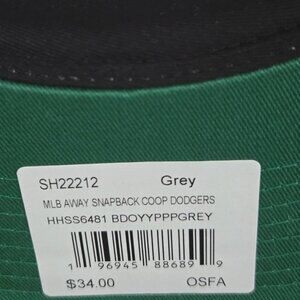 SH22212 Grey
MLB AWAY SNAPBACK COOP DODGERS
HHSS6481 BDOYYPPPGREY
1 96945 88689 9
$34.00 OSFA